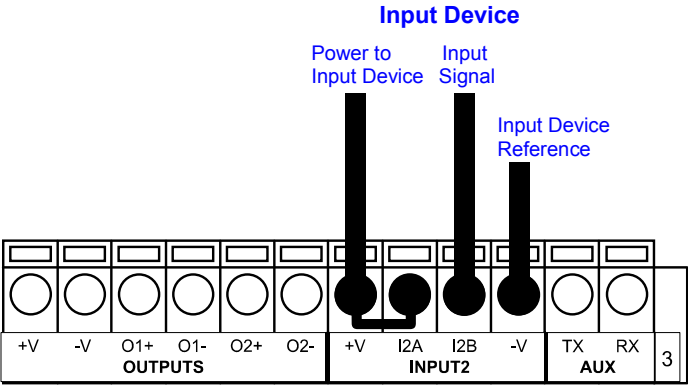 Input Device
Power to
Input Device
Input
Signal
Input Device
Reference
+V -V O1+ O1- O2+ O2- +V I2A I2B -V TX RX
OUTPUTS INPUT2 AUX
3